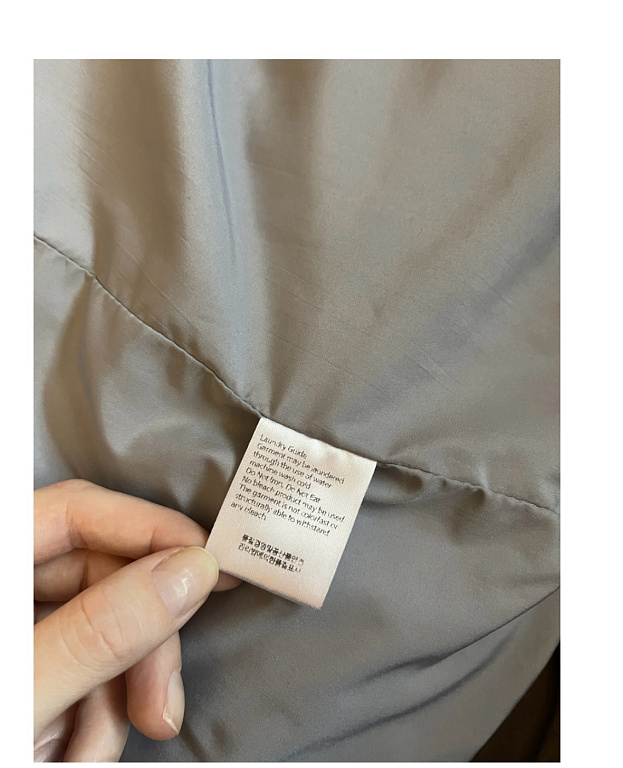 Laundry Guide
Garment may be laundered
through the use of water
machine wash cold.
Do Not Iron, Do Not Eat
No bleach product may be used.
The garment is not colorfast or
structurally able to withstand
any bleach.